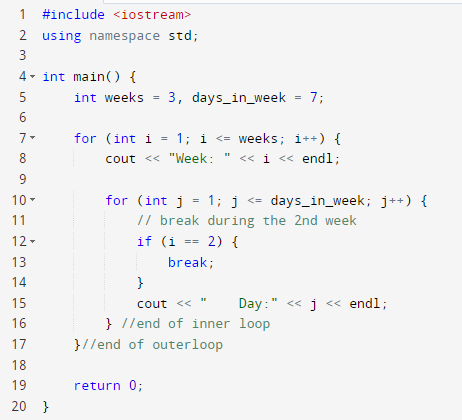 1 #include <iostream>
2 using namespace std;
3
4 int main() {
5     int weeks = 3, days_in_week = 7;
6
7     for (int i = 1; i <= weeks; i++) {
8         cout << "Week: " << i << endl;
9
10         for (int j = 1; j <= days_in_week; j++) {
11             // break during the 2nd week
12             if (i == 2) {
13                 break;
14             }
15             cout << "    Day:" << j << endl;
16         } //end of inner loop
17     }//end of outerloop
18
19     return 0;
20 }